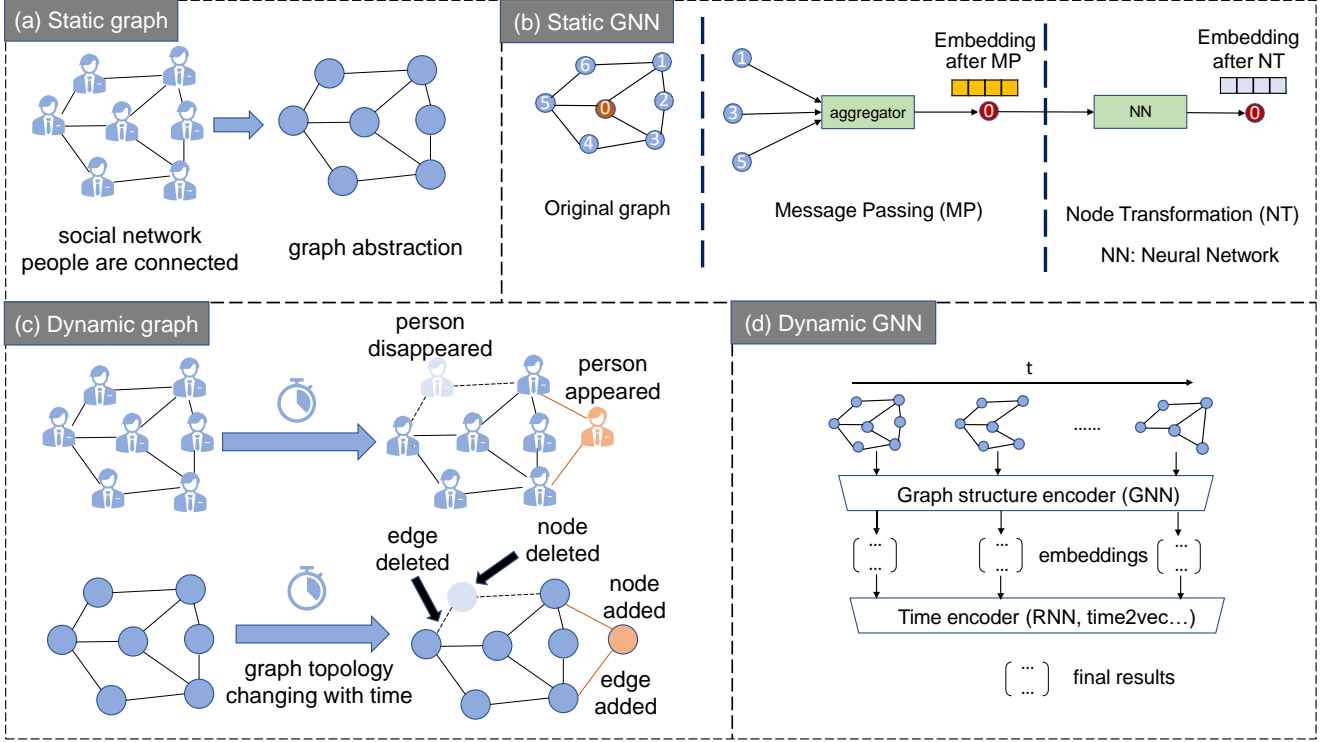 (a) Static graph
social network
people are connected
graph abstraction
(b) Static GNN
6
1
5
0
2
4
3
Original graph
1
3
5
aggregator
Embedding
after MP
0
Message Passing (MP)
NN
Embedding
after NT
0
Node Transformation (NT)
NN: Neural Network
(c) Dynamic graph
person
disappeared
person
appeared
edge
deleted
node
deleted
node
added
edge
added
graph topology
changing with time
(d) Dynamic GNN
t
......
Graph structure encoder (GNN)
...
...
...
...
embeddings
...
...
Time encoder (RNN, time2vec...)
...
...
final results